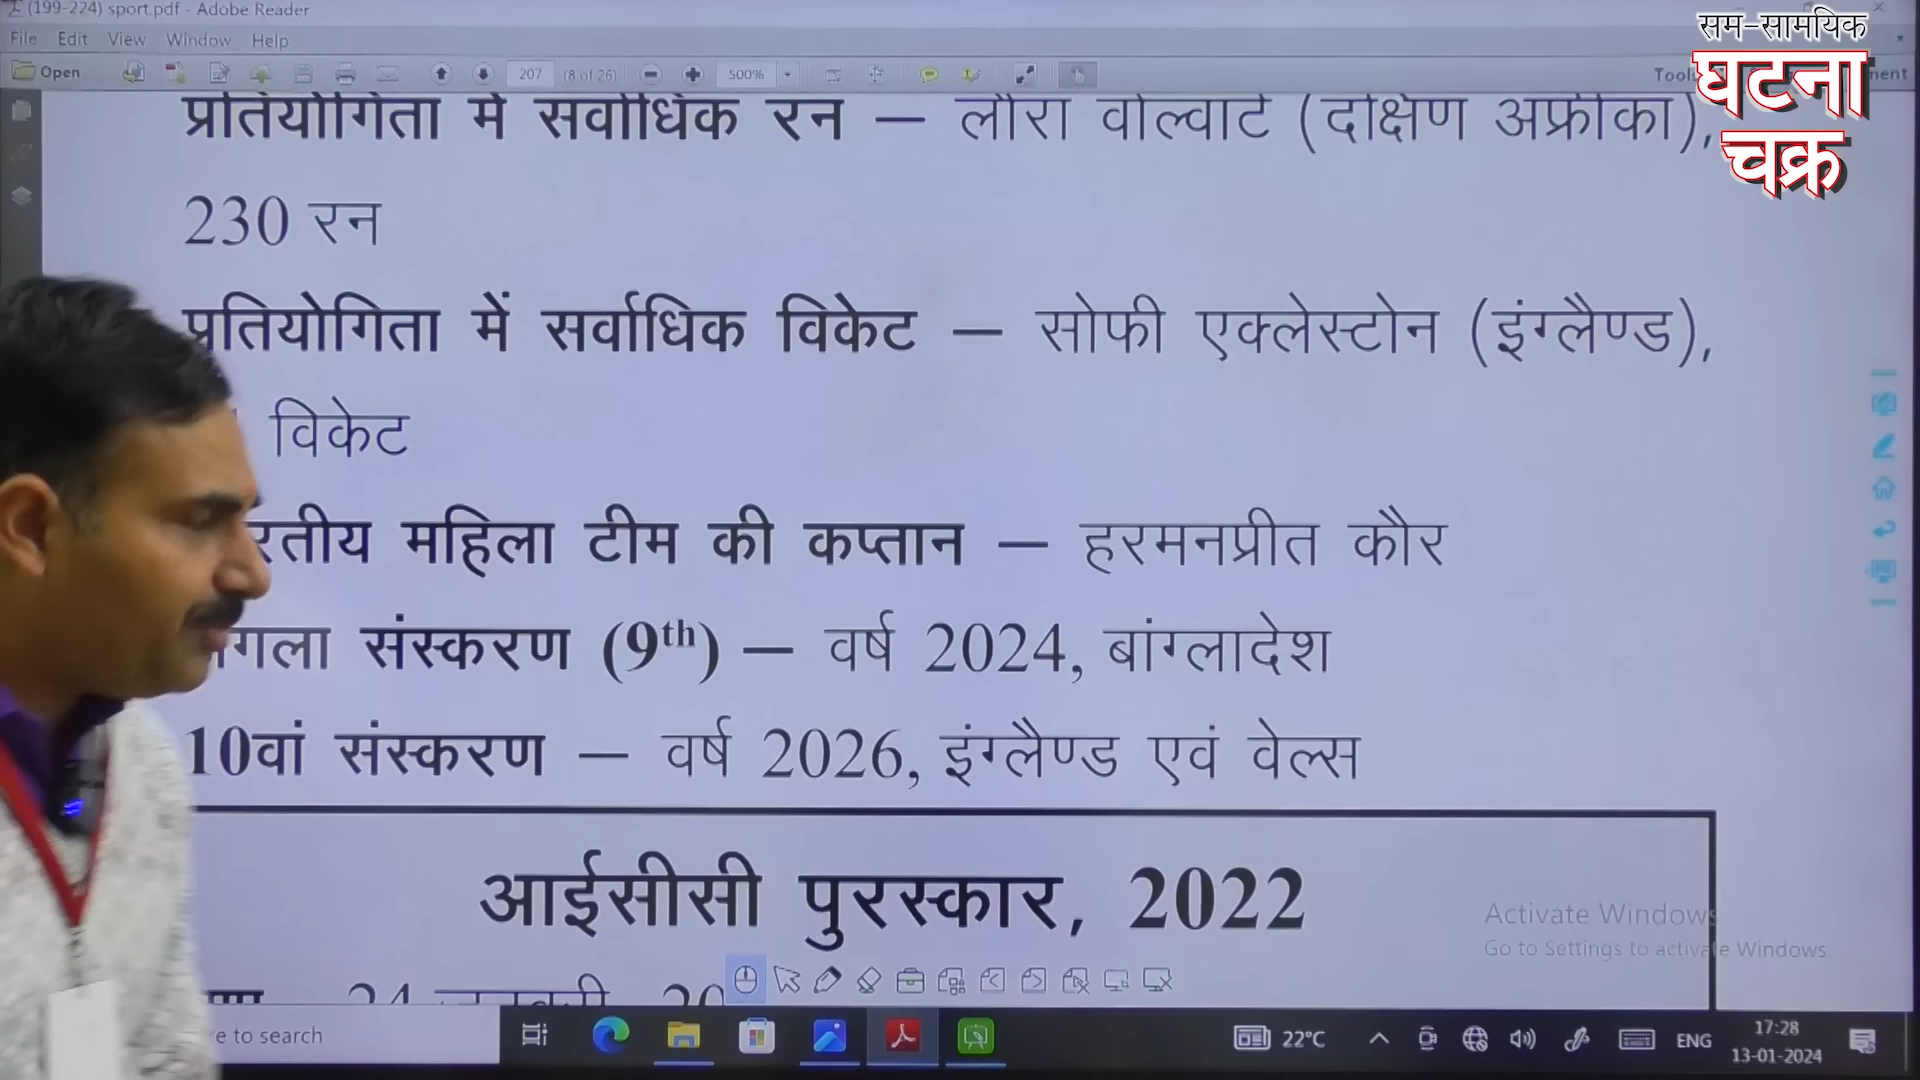 (199-224) sport.pdf - Adobe Reader
सम-सामयिक
File Edit View Window Help
घटना
Open 207 (8 of 26) 500%
चक्र
प्रतियोगिता में सर्वाधिक रन – लौरा वोल्वार्ट (दक्षिण अफ्रीका),
230 रन
प्रतियोगिता में सर्वाधिक विकेट – सोफी एक्लेस्टोन (इंग्लैण्ड),
विकेट
रतीय महिला टीम की कप्तान – हरमनप्रीत कौर
गला संस्करण (9th) – वर्ष 2024, बांग्लादेश
10वां संस्करण – वर्ष 2026, इंग्लैण्ड एवं वेल्स
आईसीसी पुरस्कार, 2022
Activate Windows
Go to Settings to activate Windows.
e to search
22°C
ENG
17:28
13-01-2024